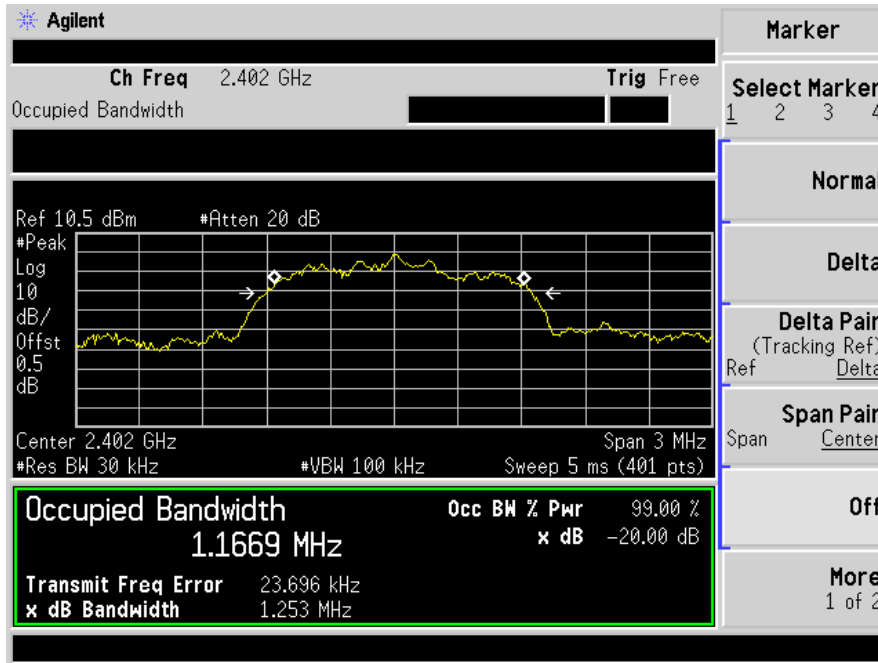 Agilent
Ch Freq 2.402 GHz Trig Free
Occupied Bandwidth
Ref 10.5 dBm #Atten 20 dB
#Peak
Log
10
dB/
Offst
0.5
dB
Center 2.402 GHz Span 3 MHz
#Res BW 30 kHz #VBW 100 kHz Sweep 5 ms (401 pts)
Occupied Bandwidth Occ BW % Pwr 99.00 %
1.1669 MHz x dB -20.00 dB
Transmit Freq Error 23.696 kHz
x dB Bandwidth 1.253 MHz
Marker
Select Marker
1 2 3 4
Normal
Delta
Delta Pair
(Tracking Ref)
Ref Delta
Span Pair
Span Center
Off
More
1 of 2